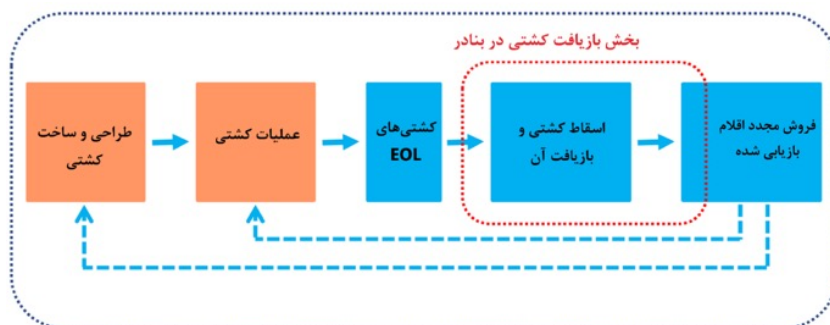 بخش بازیافت کشتی در بنادر
طراحی و ساخت
کشتی
عملیات کشتی
کشتی‌های
EOL
اسقاط کشتی و
بازیافت آن
فروش مجدد اقلام
بازیابی شده